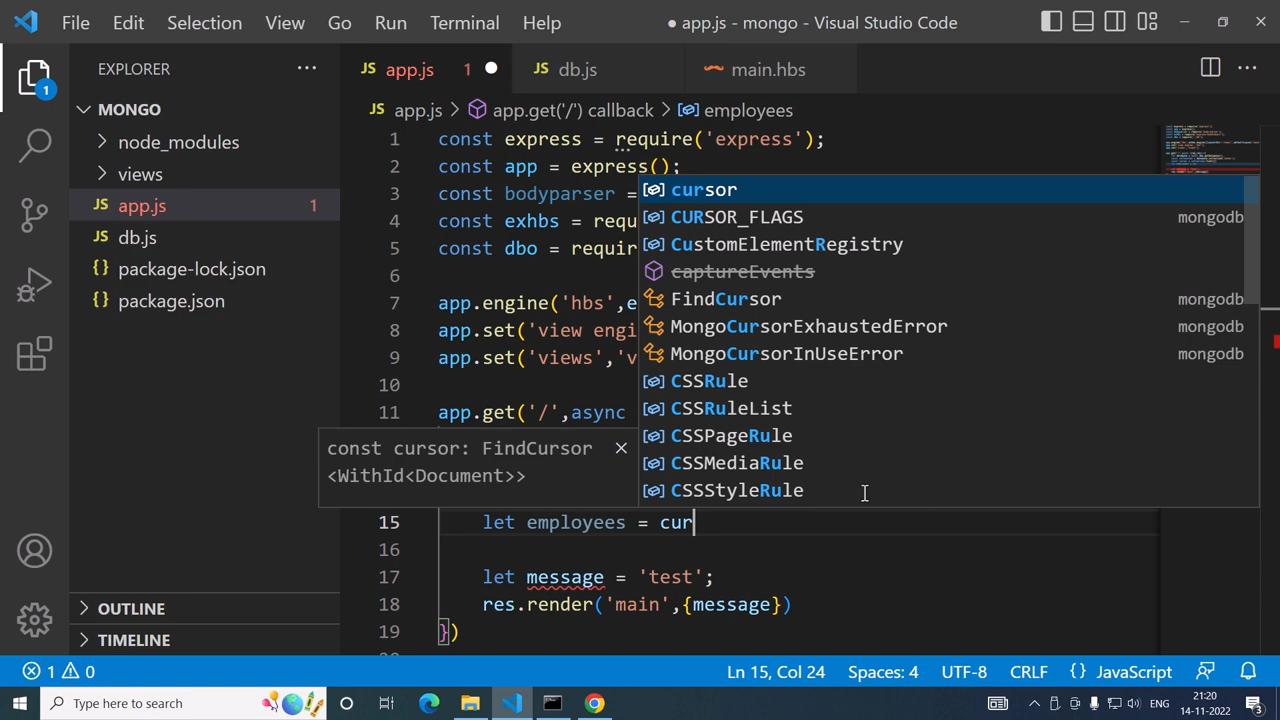 File Edit Selection View Go Run Terminal Help ● app.js - mongo - Visual Studio Code
EXPLORER ...
JS app.js 1 ● JS db.js main.hbs ...
1
MONGO
JS app.js > app.get('/') callback > employees
node_modules
views
JS app.js 1
JS db.js
{} package-lock.json
{} package.json
1 const express = require('express');
2 const app = express();
3 const bodyparser =
4 const exhbs = requ
5 const dbo = requir
6
7 app.engine('hbs',e
8 app.set('view engi
9 app.set('views','v
10
11 app.get('/',async
cursor
CURSOR_FLAGS mongodb
CustomElementRegistry
captureEvents
FindCursor mongodb
MongoCursorExhaustedError mongodb
MongoCursorInUseError mongodb
CSSRule
CSSRuleList
CSSPageRule
CSSMediaRule
CSSStyleRule
const cursor: FindCursor
<WithId<Document>>
15 let employees = cur
16
17 let message = 'test';
18 res.render('main',{message})
19 })
OUTLINE
TIMELINE
1 0 Ln 15, Col 24 Spaces: 4 UTF-8 CRLF {} JavaScript
Type here to search ENG 21:20 14-11-2022 3